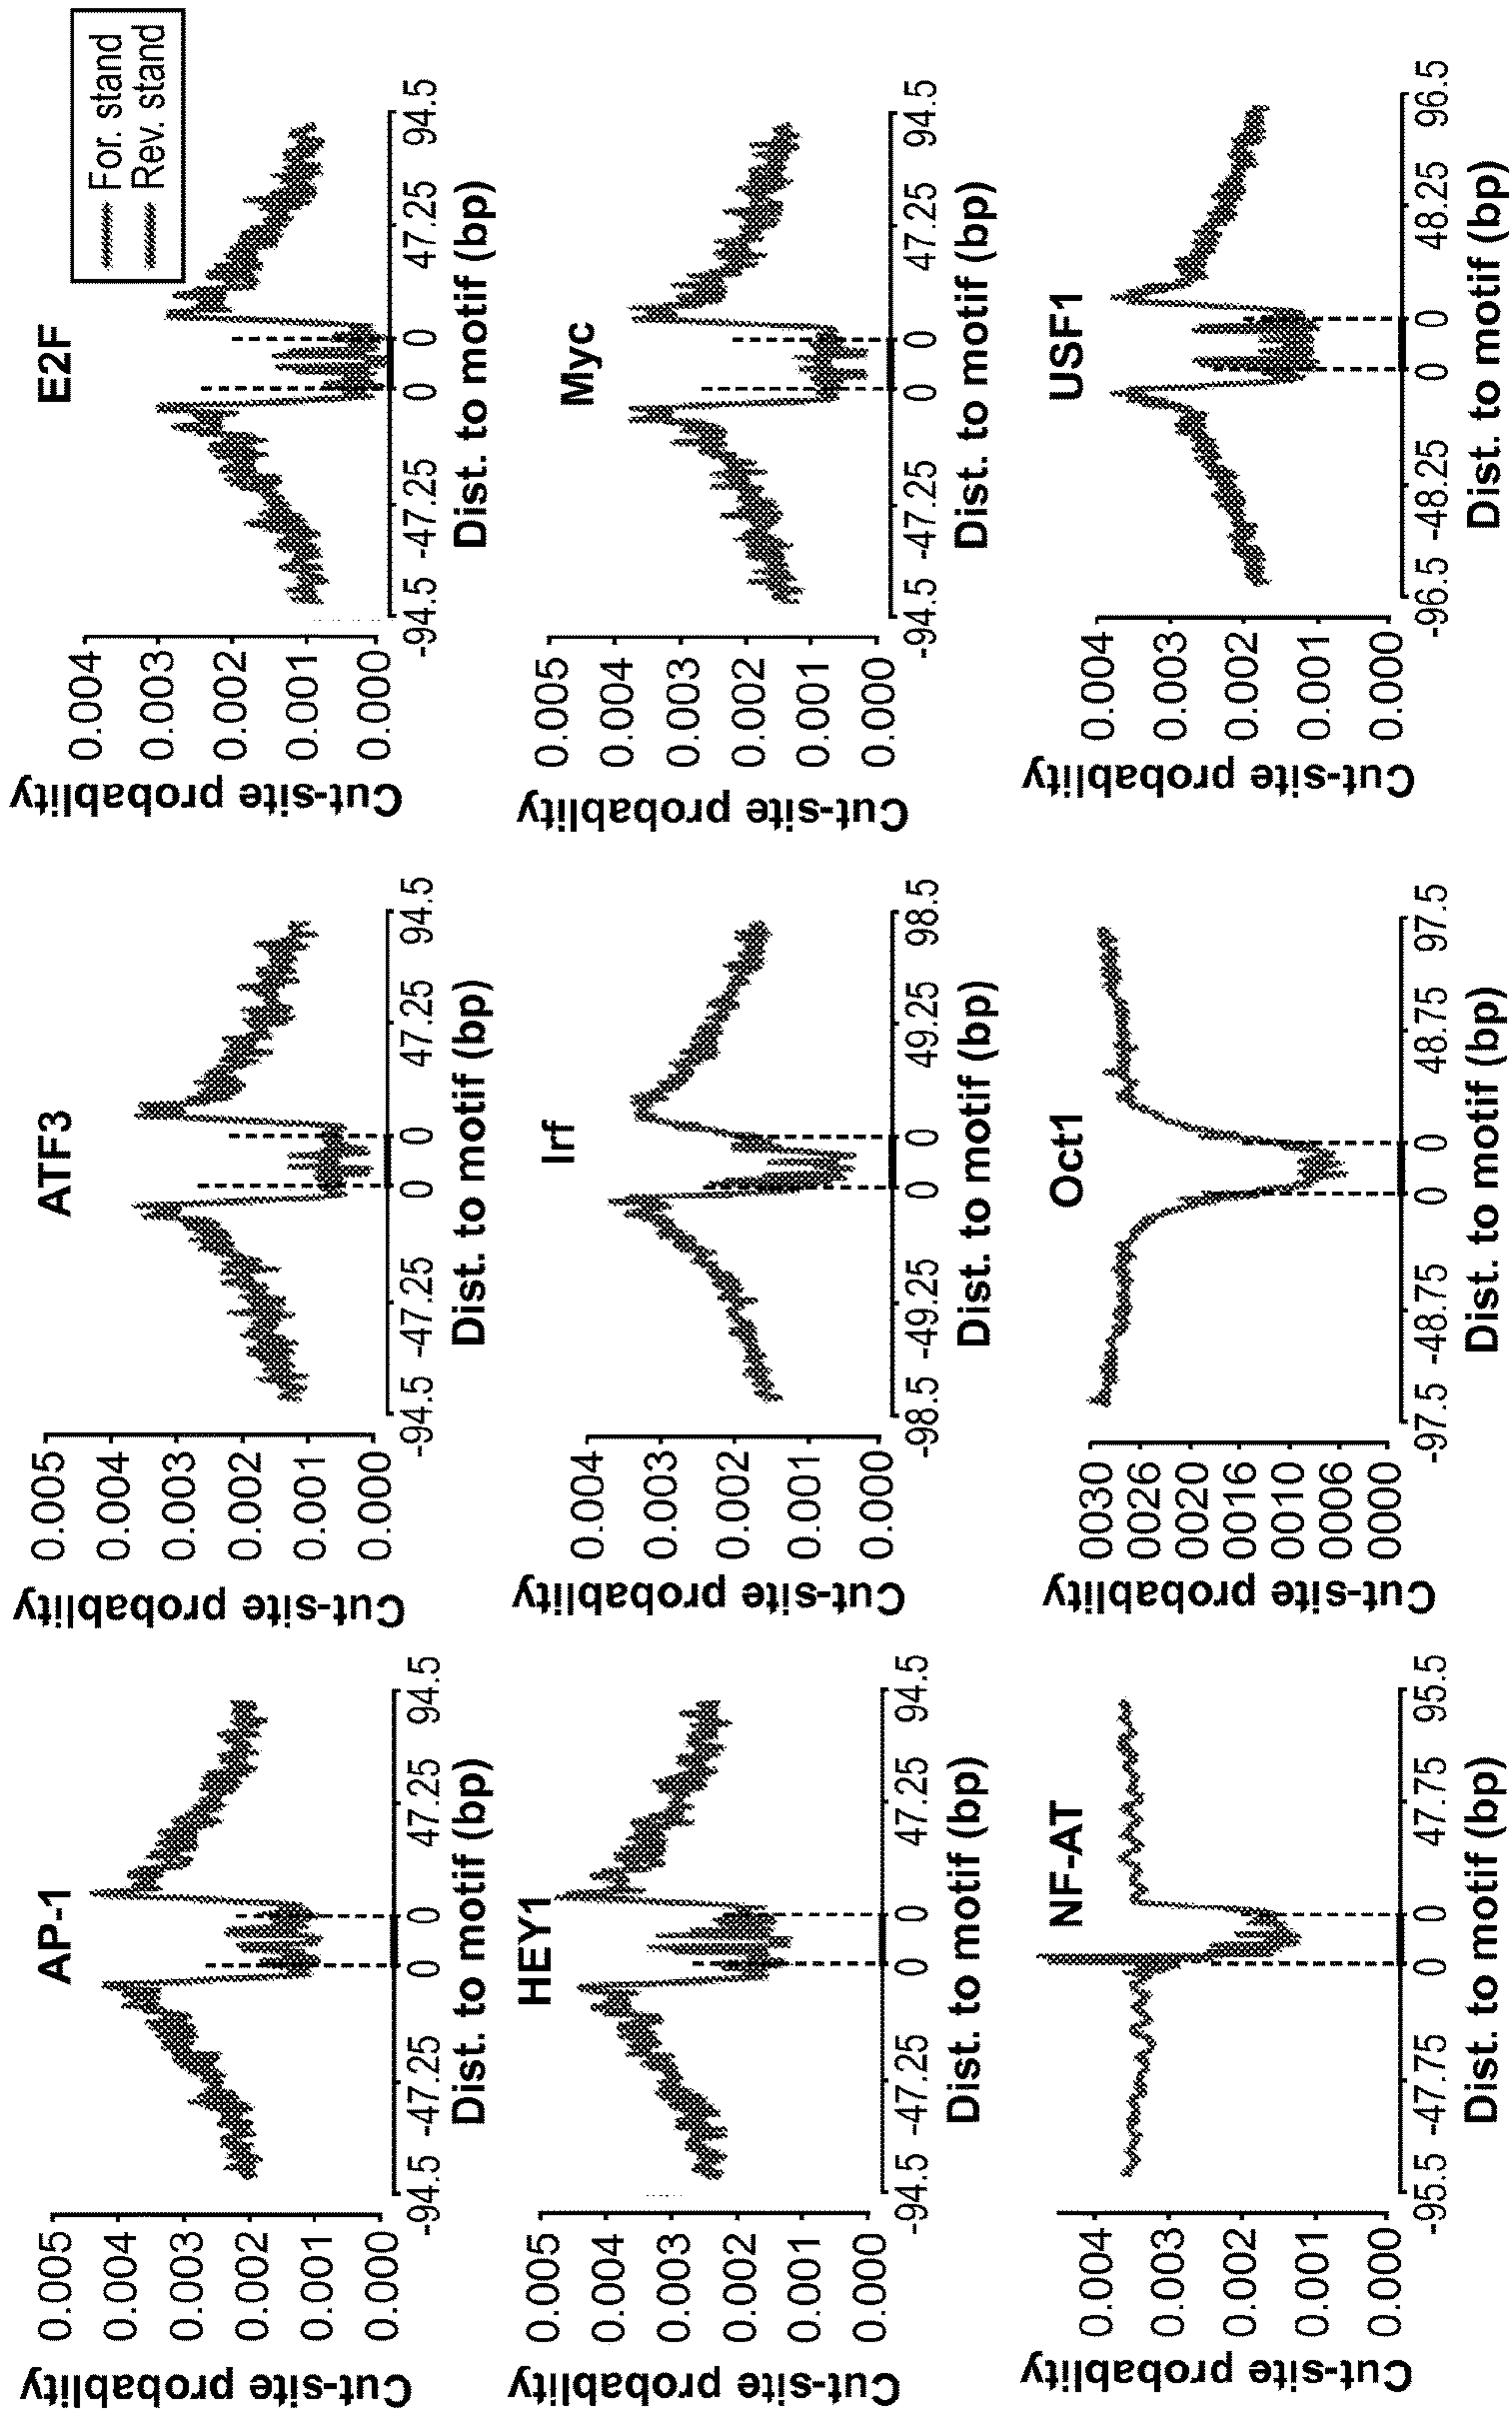 AP-1
Cut-site probablity
0.005
0.004
0.003
0.002
0.001
0.000
-94.5 -47.25 0 0 47.25 94.5
Dist. to motif (bp)
ATF3
Cut-site probablity
0.005
0.004
0.003
0.002
0.001
0.000
-94.5 -47.25 0 0 47.25 94.5
Dist. to motif (bp)
E2F
For. stand
Rev. stand
Cut-site probablity
0.004
0.003
0.002
0.001
0.000
-94.5 -47.25 0 0 47.25 94.5
Dist. to motif (bp)
HEY1
Cut-site probablity
0.005
0.004
0.003
0.002
0.001
0.000
-94.5 -47.25 0 0 47.25 94.5
Dist. to motif (bp)
Irf
Cut-site probablity
0.004
0.003
0.002
0.001
0.000
-98.5 -49.25 0 0 49.25 98.5
Dist. to motif (bp)
Myc
Cut-site probablity
0.005
0.004
0.003
0.002
0.001
0.000
-94.5 -47.25 0 0 47.25 94.5
Dist. to motif (bp)
NF-AT
Cut-site probablity
0.004
0.003
0.002
0.001
0.000
-95.5 -47.75 0 0 47.75 95.5
Dist. to motif (bp)
Oct1
Cut-site probablity
0030
0026
0020
0016
0010
0006
0000
-97.5 -48.75 0 0 48.75 97.5
Dist. to motif (bp)
USF1
Cut-site probablity
0.004
0.003
0.002
0.001
0.000
-96.5 -48.25 0 0 48.25 96.5
Dist. to motif (bp)